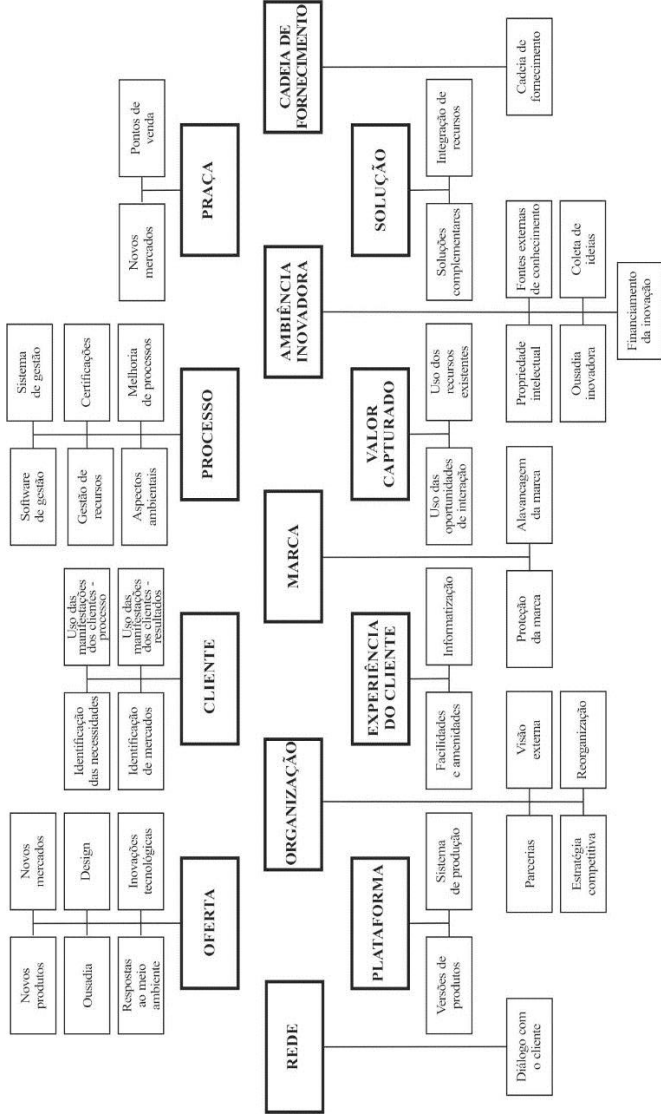 Novos
produtos
Novos
mercados
Ousadia
Design
Respostas
ao meio
ambiente
Inovações
tecnológicas
OFERTA
Identificação
das necessidades
Uso das
manifestações
dos clientes -
processo
Identificação
de mercados
Uso das
manifestações
dos clientes -
resultados
CLIENTE
Software
de gestão
Sistema
de gestão
Gestão de
recursos
Certificações
Aspectos
ambientais
Melhoria
de processos
PROCESSO
Novos
mercados
Pontos de
venda
PRAÇA
REDE
ORGANIZAÇÃO
MARCA
AMBIÊNCIA
INOVADORA
CADEIA DE
FORNECIMENTO
PLATAFORMA
EXPERIÊNCIA
DO CLIENTE
VALOR
CAPTURADO
SOLUÇÃO
Versões de
produtos
Sistema
de produção
Facilidades
e amenidades
Informatização
Uso das
oportunidades
de interação
Uso dos
recursos
existentes
Soluções
complementares
Integração de
recursos
Diálogo com
o cliente
Parcerias
Visão
externa
Estratégia
competitiva
Reorganização
Proteção
da marca
Alavancagem
da marca
Propriedade
intelectual
Fontes externas
de conhecimento
Ousadia
inovadora
Coleta de
ideias
Financiamento
da inovação
Cadeia de
fornecimento